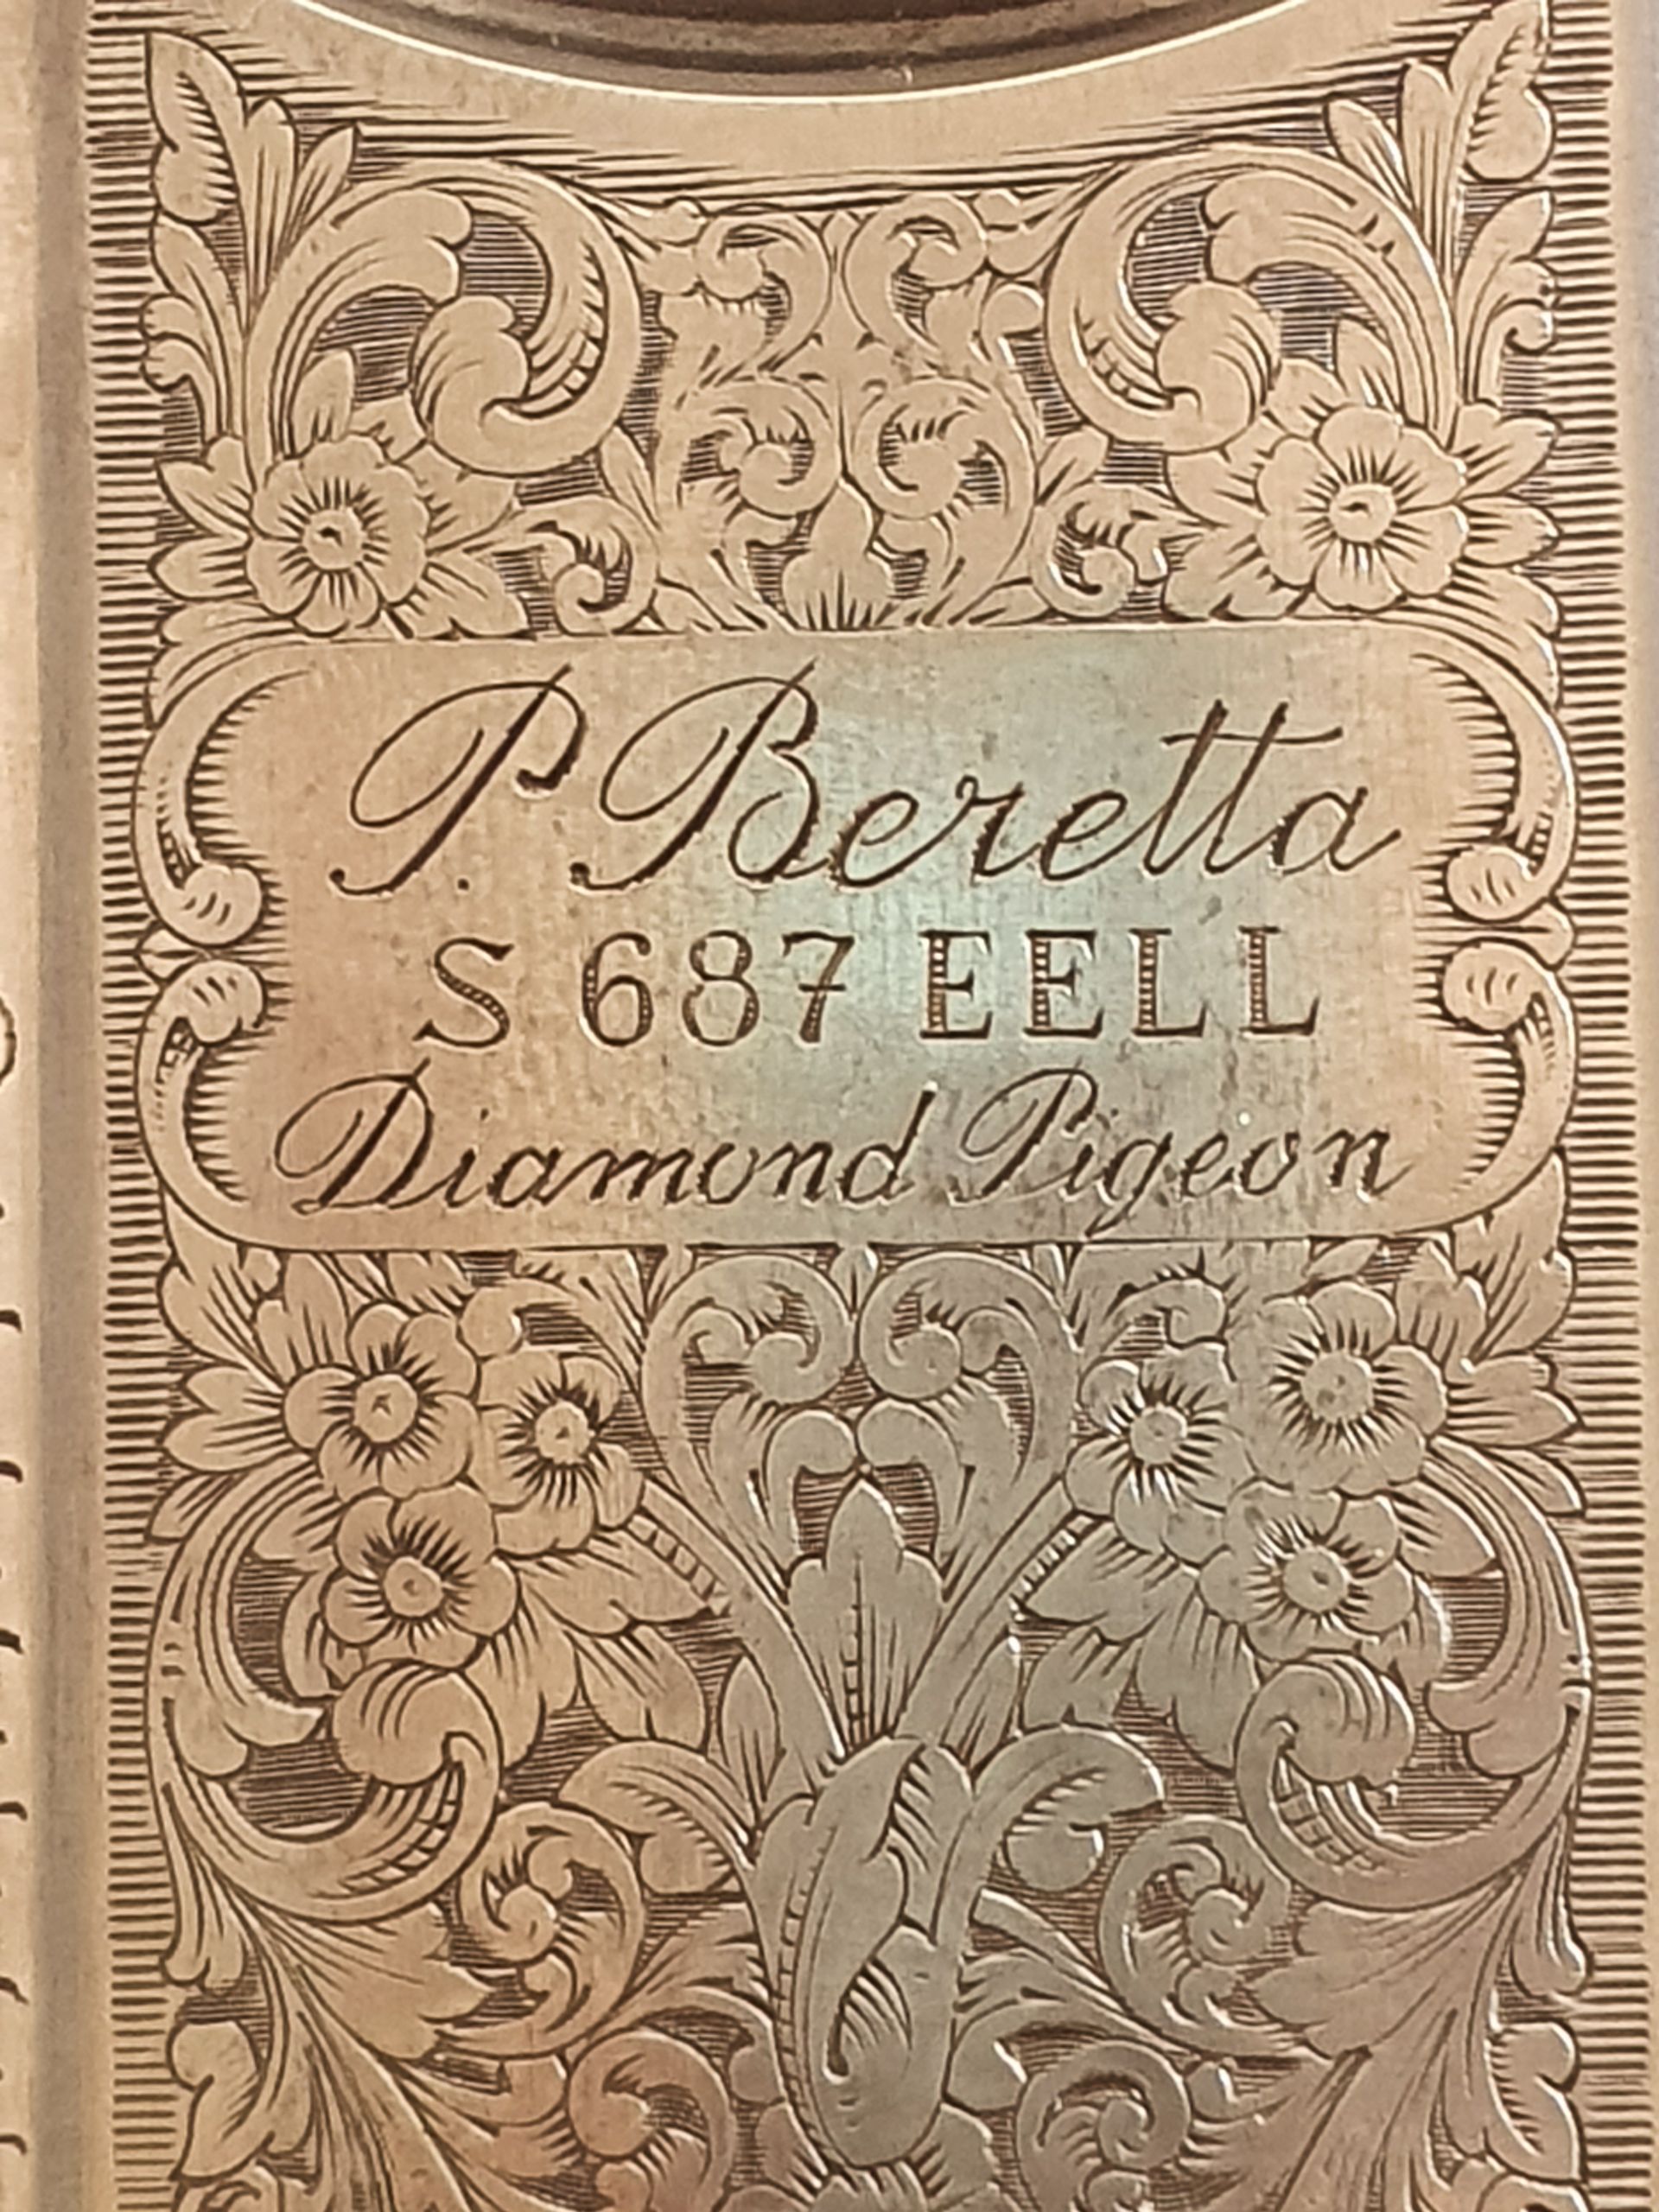 P. Beretta
S 687 EELL
Diamond Pigeon